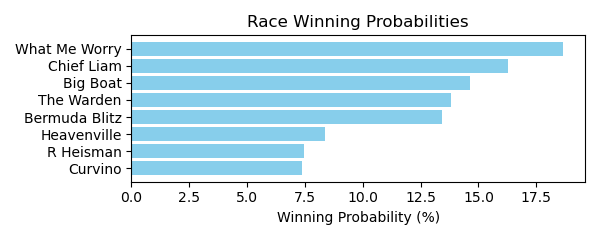 Race Winning Probabilities
What Me Worry
Chief Liam
Big Boat
The Warden
Bermuda Blitz
Heavenville
R Heisman
Curvino
0.0 2.5 5.0 7.5 10.0 12.5 15.0 17.5
Winning Probability (%)